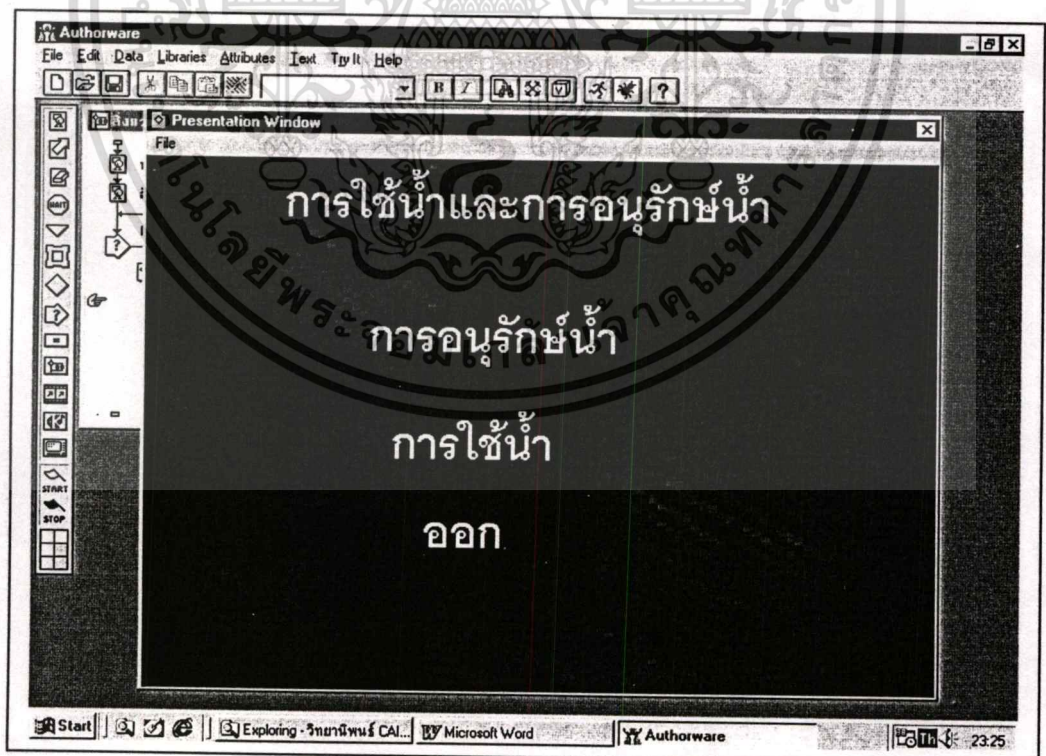 Authorware
File Edit Data Libraries Attributes Text Try It Help
B I ?
Presentation Window
File
การใช้น้ำและการอนุรักษ์น้ำ
การอนุรักษ์น้ำ
การใช้น้ำ
ออก
WAIT
START
STOP
Start Exploring - วิทยานิพนธ์ CAI... Microsoft Word Authorware Th 23:25